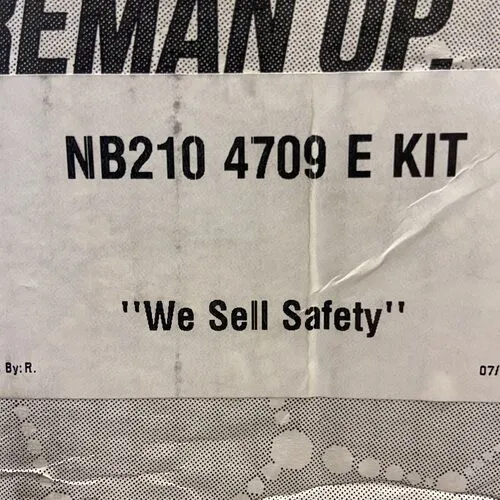 REMAN UP.
NB210 4709 E KIT
"We Sell Safety"
By: R.
07/